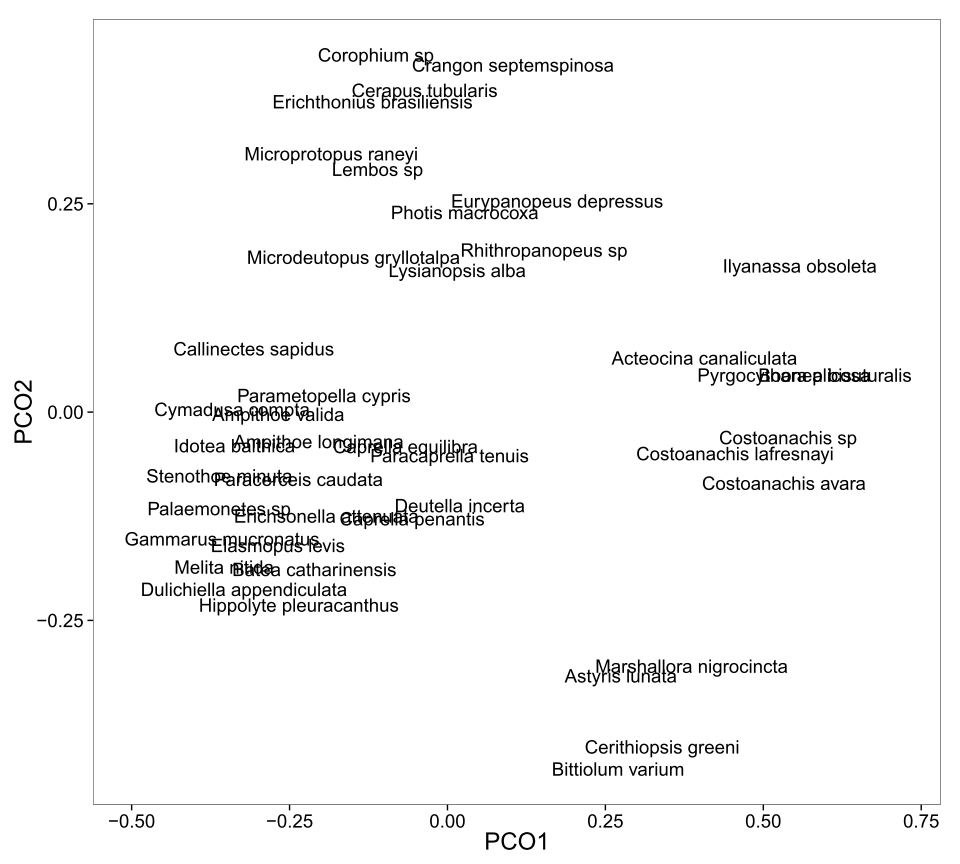 Corophium sp
Crangon septemspinosa
Cerapus tubularis
Erichthonius brasiliensis
Microprotopus raneyi
Lembos sp
Eurypanopeus depressus
0.25
Photis macrocoxa
Rhithropanopeus sp
Microdeutopus gryllotalpa
Ilyanassa obsoleta
Lysianopsis alba
Callinectes sapidus
Acteocina canaliculata
Parametopella cypris
Cymadusa compta
0.00
Ampithoe valida
PCO2
Costoanachis sp
Ampithoe longimana
Idotea balthica
Caprella equilibra
Costoanachis lafresnayi
Paracaprella tenuis
Stenothoe minuta
Paracerceis caudata
Costoanachis avara
Deutella incerta
Palaemonetes sp
Erichsonella attenuata
Caprella penantis
Gammarus mucronatus
Elasmopus levis
Melita nitida
Batea catharinensis
Dulichiella appendiculata
Hippolyte pleuracanthus
−0.25
Marshallora nigrocincta
Astyris lunata
Cerithiopsis greeni
Bittiolum varium
−0.50
−0.25
0.00
0.25
0.50
0.75
PCO1